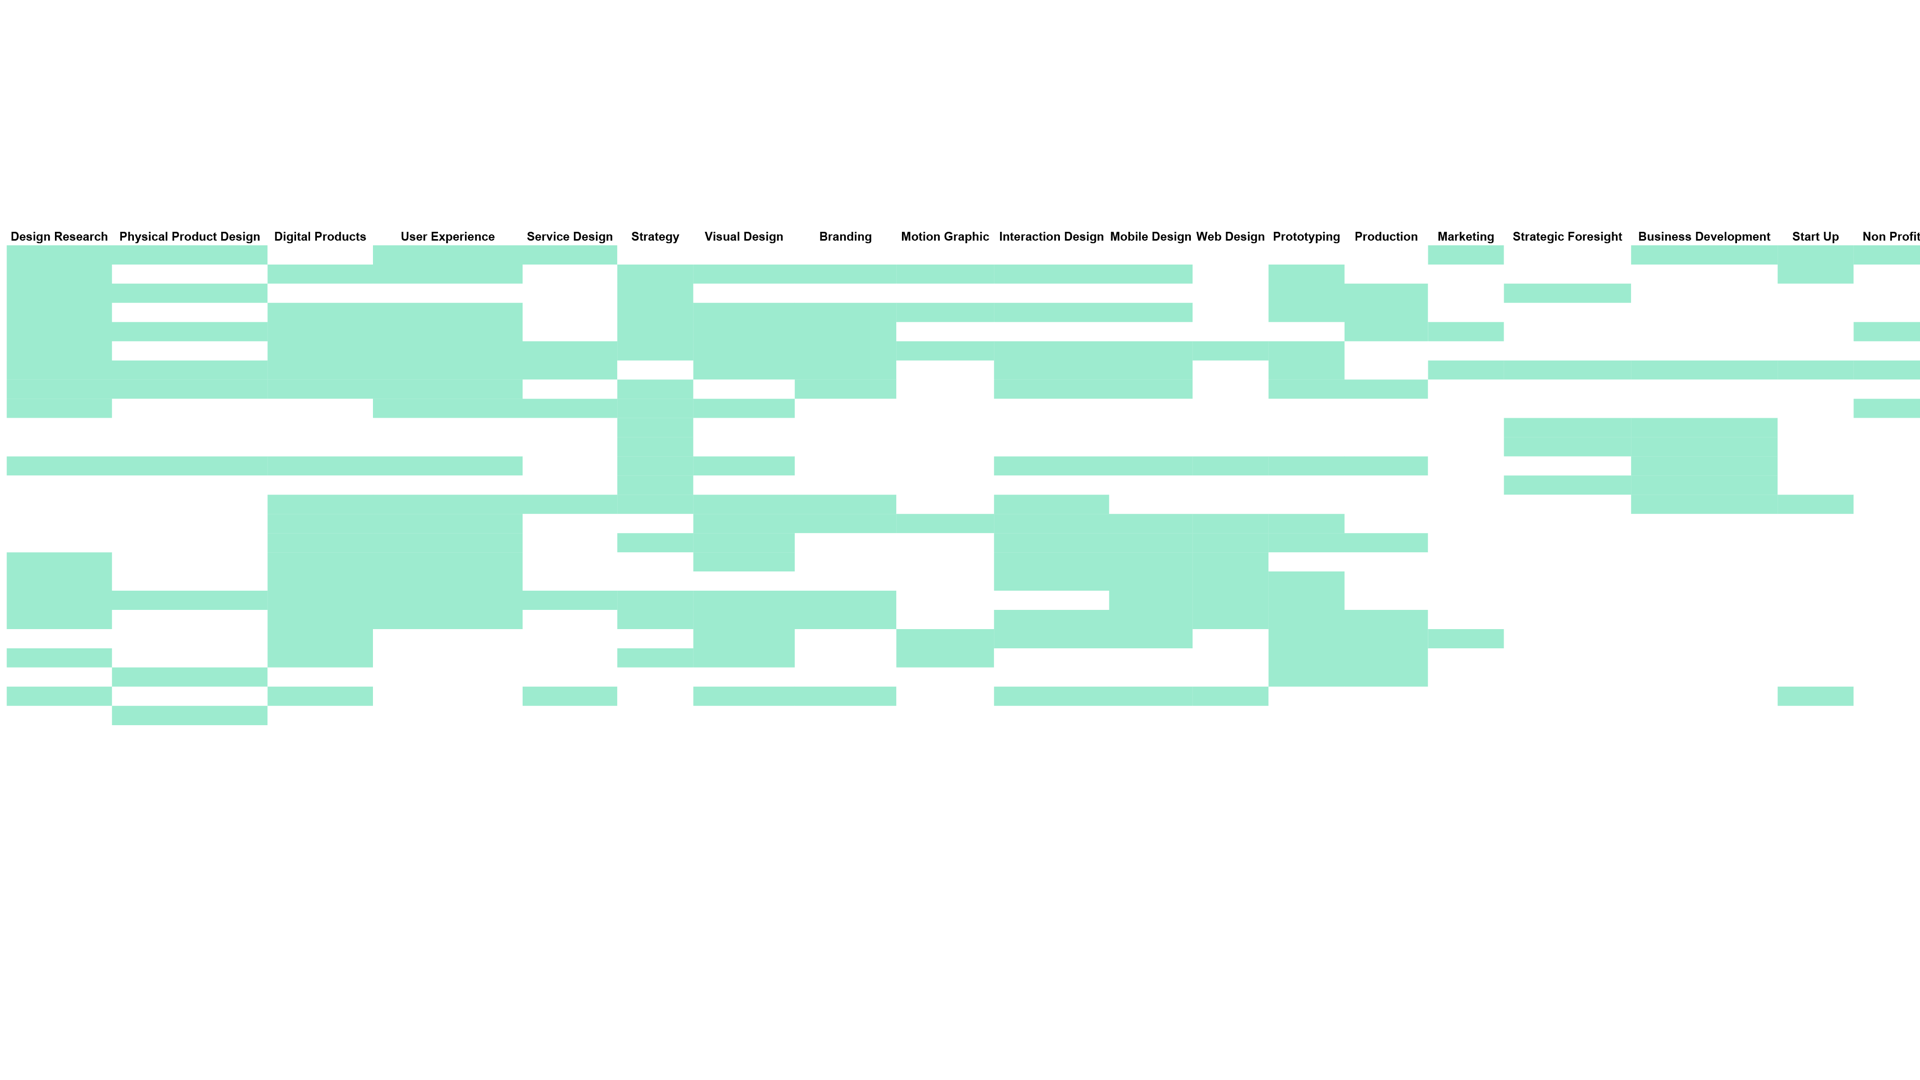 Design Research Physical Product Design Digital Products User Experience Service Design Strategy Visual Design Branding Motion Graphic Interaction Design Mobile Design Web Design Prototyping Production Marketing Strategic Foresight Business Development Start Up Non Profit